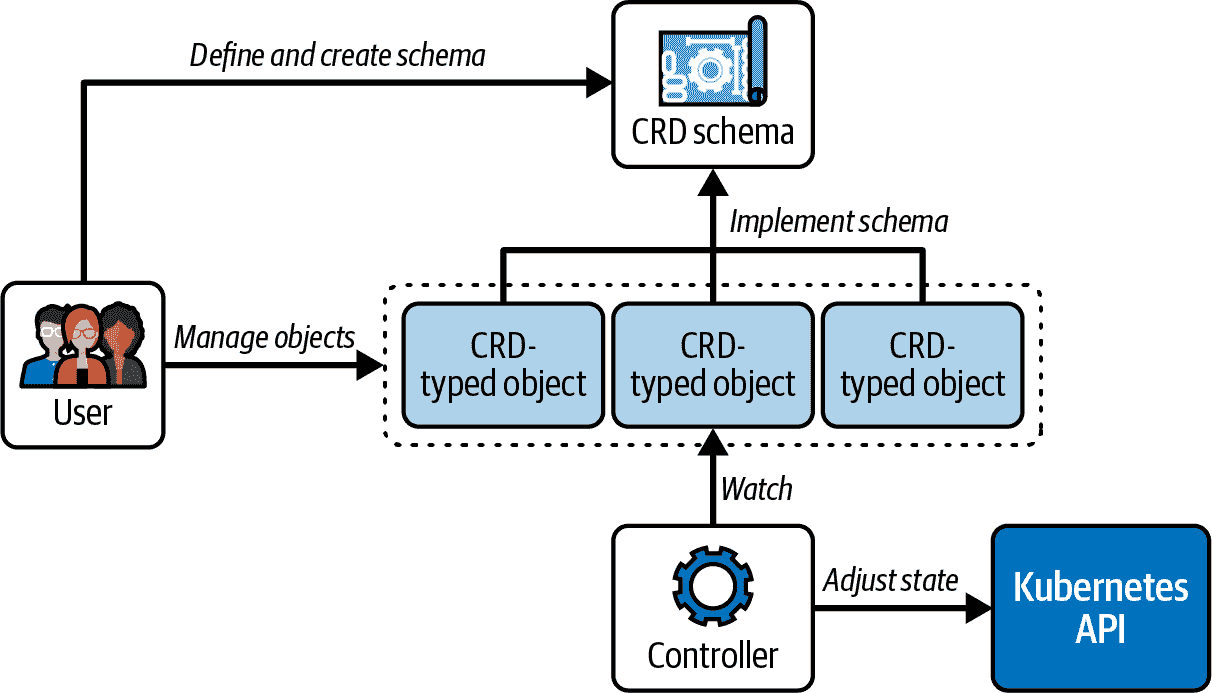 Define and create schema
CRD schema
Implement schema
User
Manage objects
CRD-
typed object
CRD-
typed object
CRD-
typed object
Watch
Controller
Adjust state
Kubernetes
API